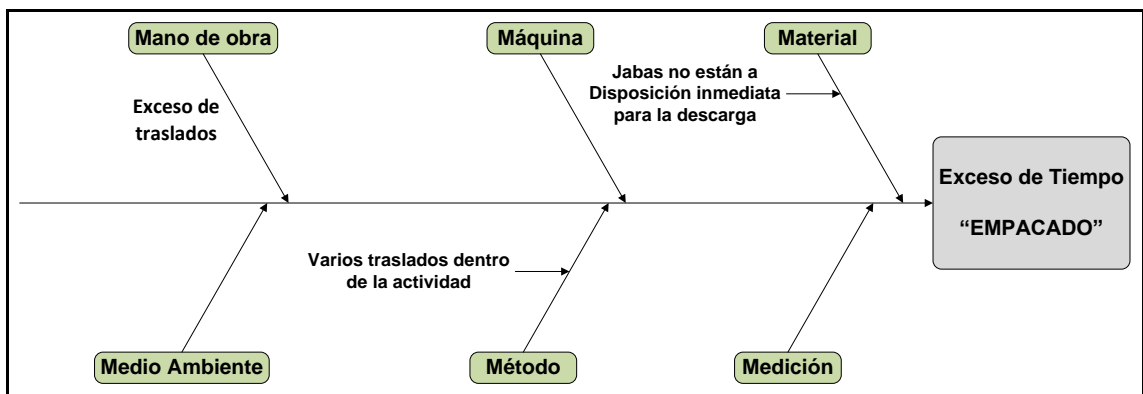 Mano de obra
Máquina
Material
Exceso de
traslados
Jabas no están a
Disposición inmediata
para la descarga
Exceso de Tiempo
“EMPACADO”
Varios traslados dentro
de la actividad
Medio Ambiente
Método
Medición